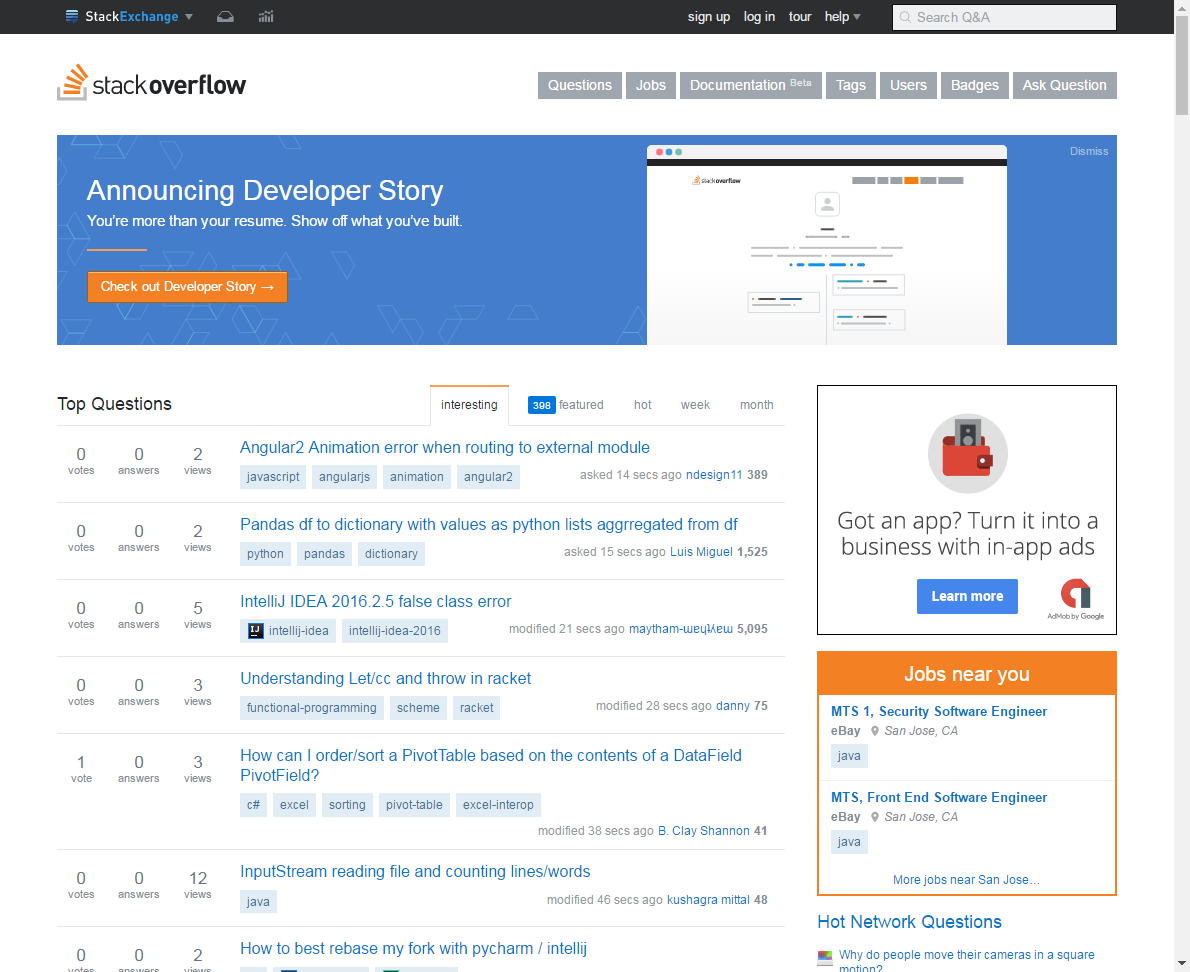 StackExchange
sign up log in tour help
Search Q&A
stackoverflow
Questions Jobs Documentation Beta Tags Users Badges Ask Question
Dismiss
Announcing Developer Story
You're more than your resume. Show off what you've built.
Check out Developer Story →
stackoverflow
Top Questions
interesting 398 featured hot week month
0 votes 0 answers 2 views
Angular2 Animation error when routing to external module
javascript angularjs animation angular2
asked 14 secs ago ndesign11 389
0 votes 0 answers 2 views
Pandas df to dictionary with values as python lists aggrregated from df
python pandas dictionary
asked 15 secs ago Luis Miguel 1,525
0 votes 0 answers 5 views
IntelliJ IDEA 2016.2.5 false class error
IJ intellij-idea intellij-idea-2016
modified 21 secs ago maytham-ɯɐɥʇʎɐɯ 5,095
0 votes 0 answers 3 views
Understanding Let/cc and throw in racket
functional-programming scheme racket
modified 28 secs ago danny 75
1 vote 0 answers 3 views
How can I order/sort a PivotTable based on the contents of a DataField
PivotField?
c# excel sorting pivot-table excel-interop
modified 38 secs ago B. Clay Shannon 41
0 votes 0 answers 12 views
InputStream reading file and counting lines/words
java
modified 46 secs ago kushagra mittal 48
0 votes 0 answers 2 views
How to best rebase my fork with pycharm / intellij
Got an app? Turn it into a
business with in-app ads
Learn more
AdMob by Google
Jobs near you
MTS 1, Security Software Engineer
eBay San Jose, CA
java
MTS, Front End Software Engineer
eBay San Jose, CA
java
More jobs near San Jose…
Hot Network Questions
Why do people move their cameras in a square
motion?